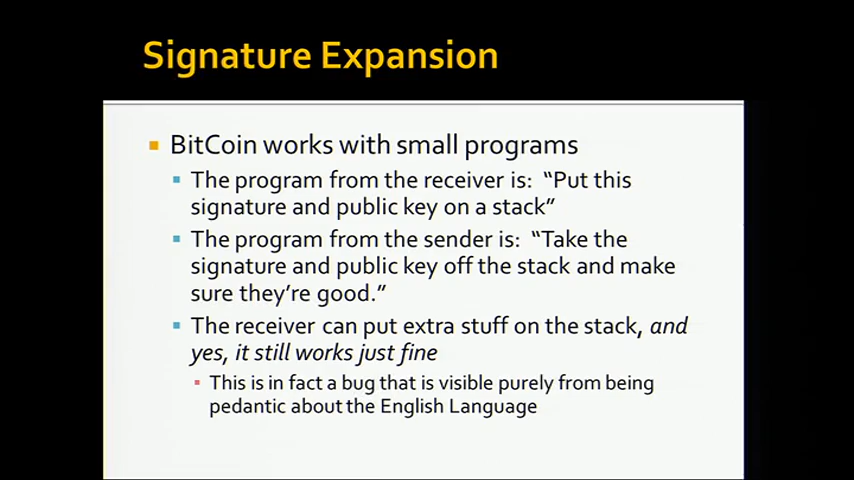 Signature Expansion
BitCoin works with small programs
The program from the receiver is: “Put this
signature and public key on a stack”
The program from the sender is: “Take the
signature and public key off the stack and make
sure they’re good.”
The receiver can put extra stuff on the stack, and
yes, it still works just fine
This is in fact a bug that is visible purely from being
pedantic about the English Language